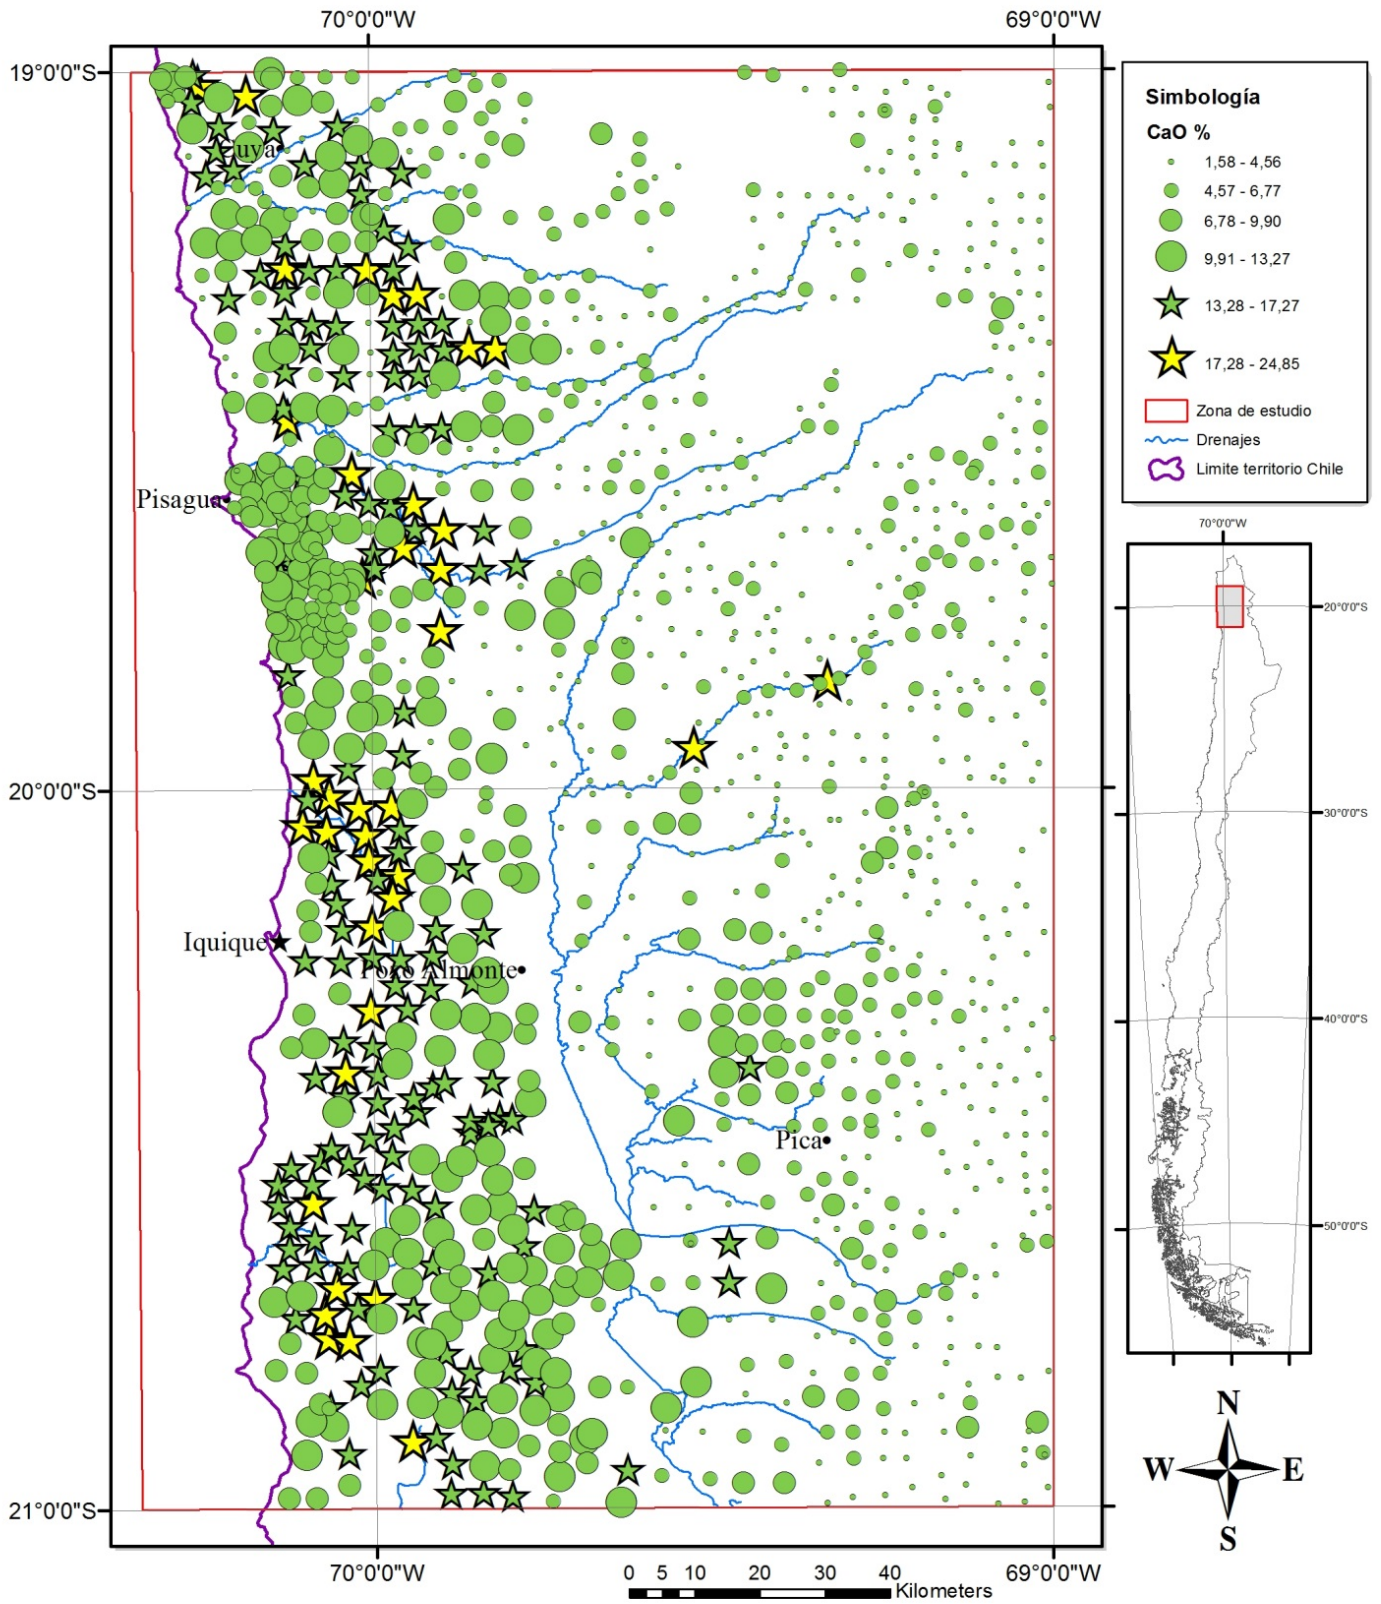 70°0'0"W
69°0'0"W
19°0'0"S
Cuya
Pisagua
20°0'0"S
Iquique
Pozo Almonte
Pica
21°0'0"S
70°0'0"W
69°0'0"W
0 5 10 20 30 40
Kilometers
Simbología
CaO %
1,58 - 4,56
4,57 - 6,77
6,78 - 9,90
9,91 - 13,27
13,28 - 17,27
17,28 - 24,85
Zona de estudio
Drenajes
Limite territorio Chile
70°0'0"W
20°0'0"S
30°0'0"S
40°0'0"S
50°0'0"S
N
W E
S